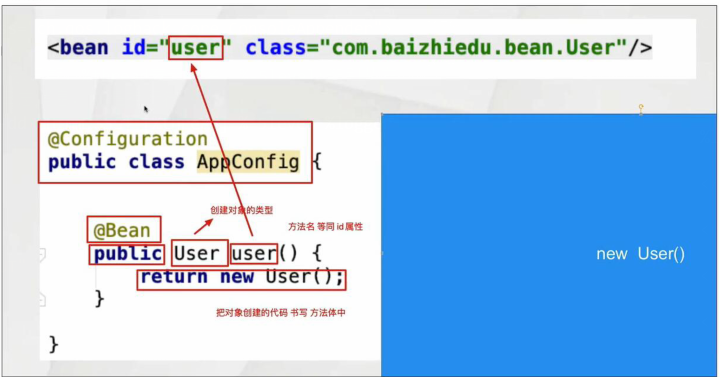 <bean id="user" class="com.baizhiedu.bean.User"/>
@Configuration
public class AppConfig {
创建对象的类型
方法名 等同 id 属性
@Bean
public User user() {
return new User();
}
把对象创建的代码 书写 方法体中
}
new User()